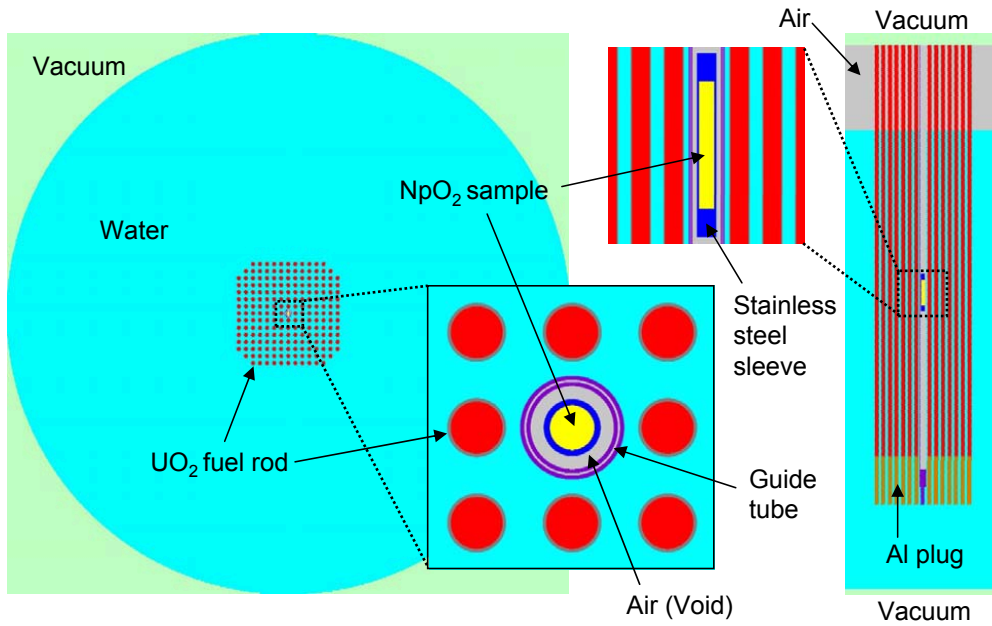 Vacuum
Water
UO₂ fuel rod
NpO₂ sample
Air
Vacuum
Stainless
steel
sleeve
Guide
tube
Air (Void)
Al plug
Vacuum